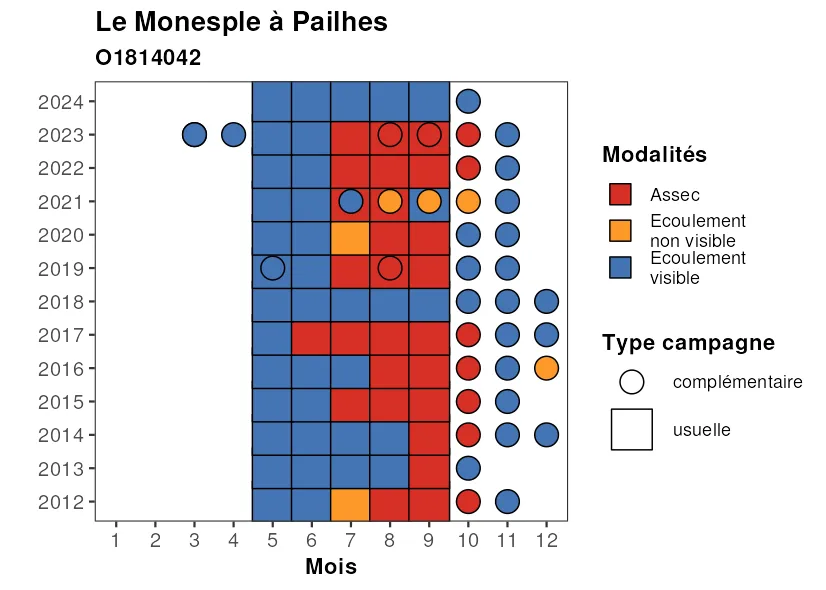 Le Monesple à Pailhes
O1814042
2024
2023
2022
2021
2020
2019
2018
2017
2016
2015
2014
2013
2012
1 2 3 4 5 6 7 8 9 10 11 12
Mois
Modalités
Assec
Ecoulement
non visible
Ecoulement
visible
Type campagne
complémentaire
usuelle